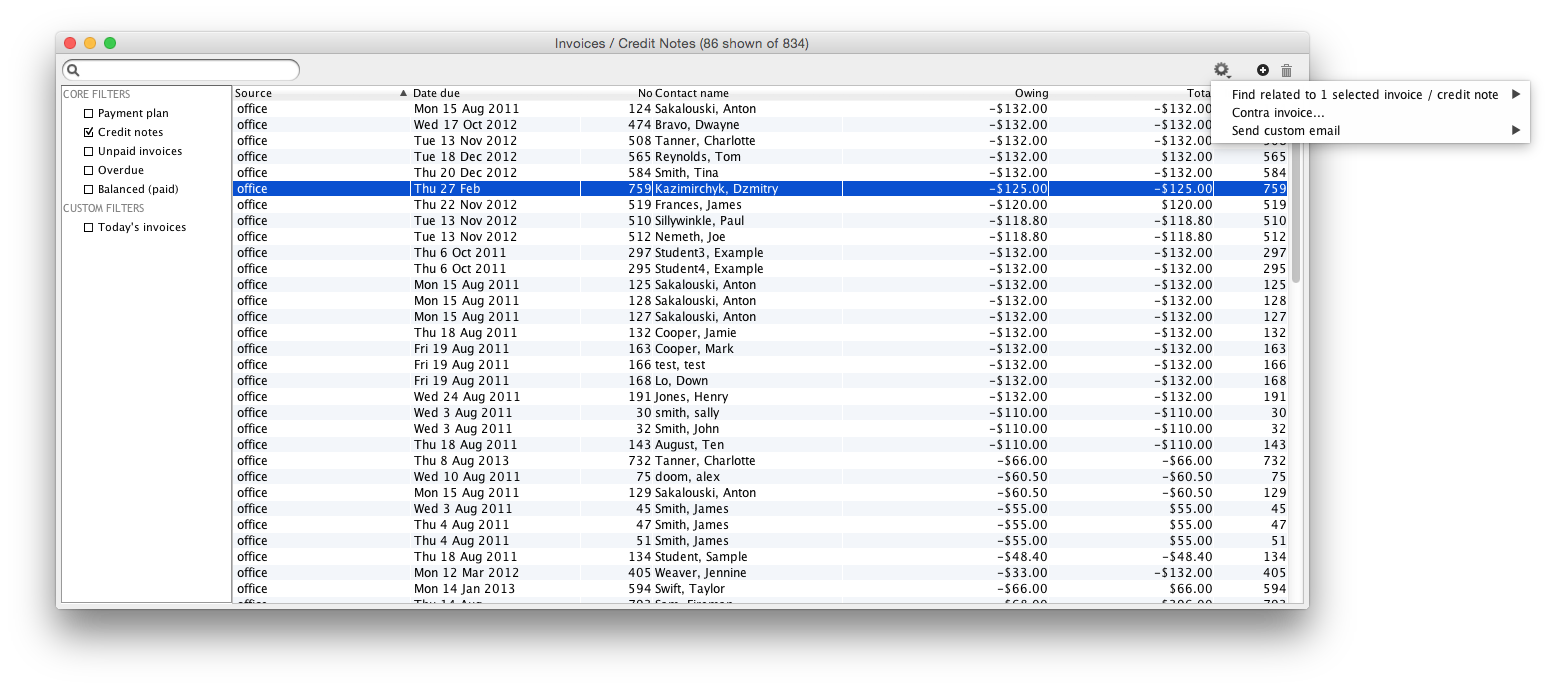 Invoices / Credit Notes (86 shown of 834)
CORE FILTERS
Payment plan
Credit notes
Unpaid invoices
Overdue
Balanced (paid)
CUSTOM FILTERS
Today's invoices
Find related to 1 selected invoice / credit note
Contra invoice...
Send custom email
Source Date due No Contact name Owing Total
office Mon 15 Aug 2011 124 Sakalouski, Anton -$132.00 -$132.00
office Wed 17 Oct 2012 474 Bravo, Dwayne -$132.00 -$132.00
office Tue 13 Nov 2012 508 Tanner, Charlotte -$132.00 -$132.00
office Tue 18 Dec 2012 565 Reynolds, Tom -$132.00 $132.00 565
office Thu 20 Dec 2012 584 Smith, Tina -$132.00 -$132.00 584
office Thu 27 Feb 759 Kazimirchyk, Dzmitry -$125.00 -$125.00 759
office Thu 22 Nov 2012 519 Frances, James -$120.00 $120.00 519
office Tue 13 Nov 2012 510 Sillywinkle, Paul -$118.80 -$118.80 510
office Tue 13 Nov 2012 512 Nemeth, Joe -$118.80 -$118.80 512
office Thu 6 Oct 2011 297 Student3, Example -$132.00 -$132.00 297
office Thu 6 Oct 2011 295 Student4, Example -$132.00 -$132.00 295
office Mon 15 Aug 2011 125 Sakalouski, Anton -$132.00 -$132.00 125
office Mon 15 Aug 2011 128 Sakalouski, Anton -$132.00 -$132.00 128
office Mon 15 Aug 2011 127 Sakalouski, Anton -$132.00 -$132.00 127
office Thu 18 Aug 2011 132 Cooper, Jamie -$132.00 -$132.00 132
office Fri 19 Aug 2011 163 Cooper, Mark -$132.00 -$132.00 163
office Fri 19 Aug 2011 166 test, test -$132.00 -$132.00 166
office Fri 19 Aug 2011 168 Lo, Down -$132.00 -$132.00 168
office Wed 24 Aug 2011 191 Jones, Henry -$132.00 -$132.00 191
office Wed 3 Aug 2011 30 smith, sally -$110.00 -$110.00 30
office Wed 3 Aug 2011 32 Smith, John -$110.00 -$110.00 32
office Thu 18 Aug 2011 143 August, Ten -$110.00 -$110.00 143
office Thu 8 Aug 2013 732 Tanner, Charlotte -$66.00 -$66.00 732
office Wed 10 Aug 2011 75 doom, alex -$60.50 -$60.50 75
office Mon 15 Aug 2011 129 Sakalouski, Anton -$60.50 -$60.50 129
office Wed 3 Aug 2011 45 Smith, James -$55.00 $55.00 45
office Thu 4 Aug 2011 47 Smith, James -$55.00 $55.00 47
office Thu 4 Aug 2011 51 Smith, James -$55.00 $55.00 51
office Thu 18 Aug 2011 134 Student, Sample -$48.40 -$48.40 134
office Mon 12 Mar 2012 405 Weaver, Jennine -$33.00 -$132.00 405
office Mon 14 Jan 2013 594 Swift, Taylor -$66.00 $66.00 594